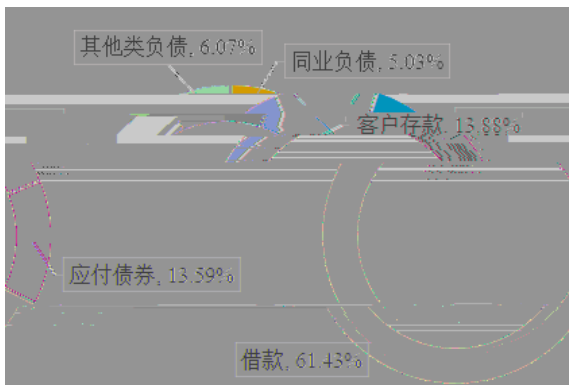 其他类负债, 6.07%
同业负债, 5.03%
客户存款, 13.88%
应付债券, 13.59%
借款, 61.43%